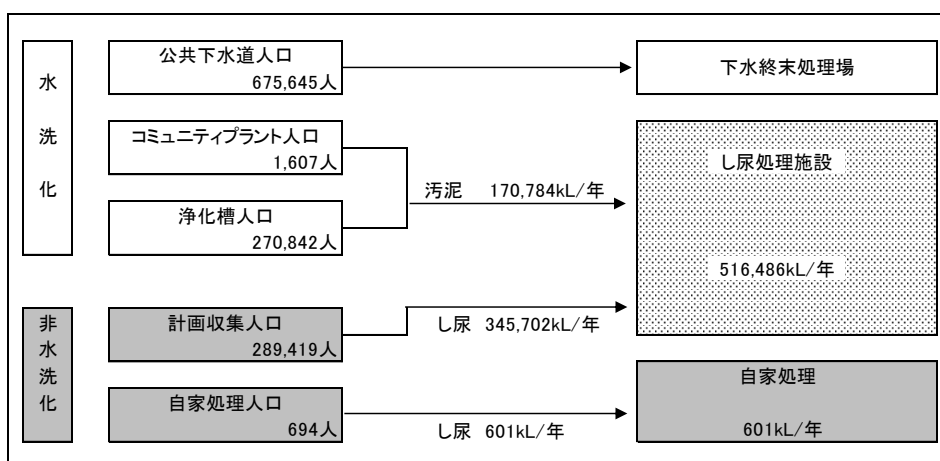 水洗化
公共下水道人口
675,645人
下水終末処理場
コミュニティプラント人口
1,607人
浄化槽人口
270,842人
汚泥 170,784kL/年
し尿処理施設
516,486kL/年
非水洗化
計画収集人口
289,419人
し尿 345,702kL/年
自家処理人口
694人
し尿 601kL/年
自家処理
601kL/年